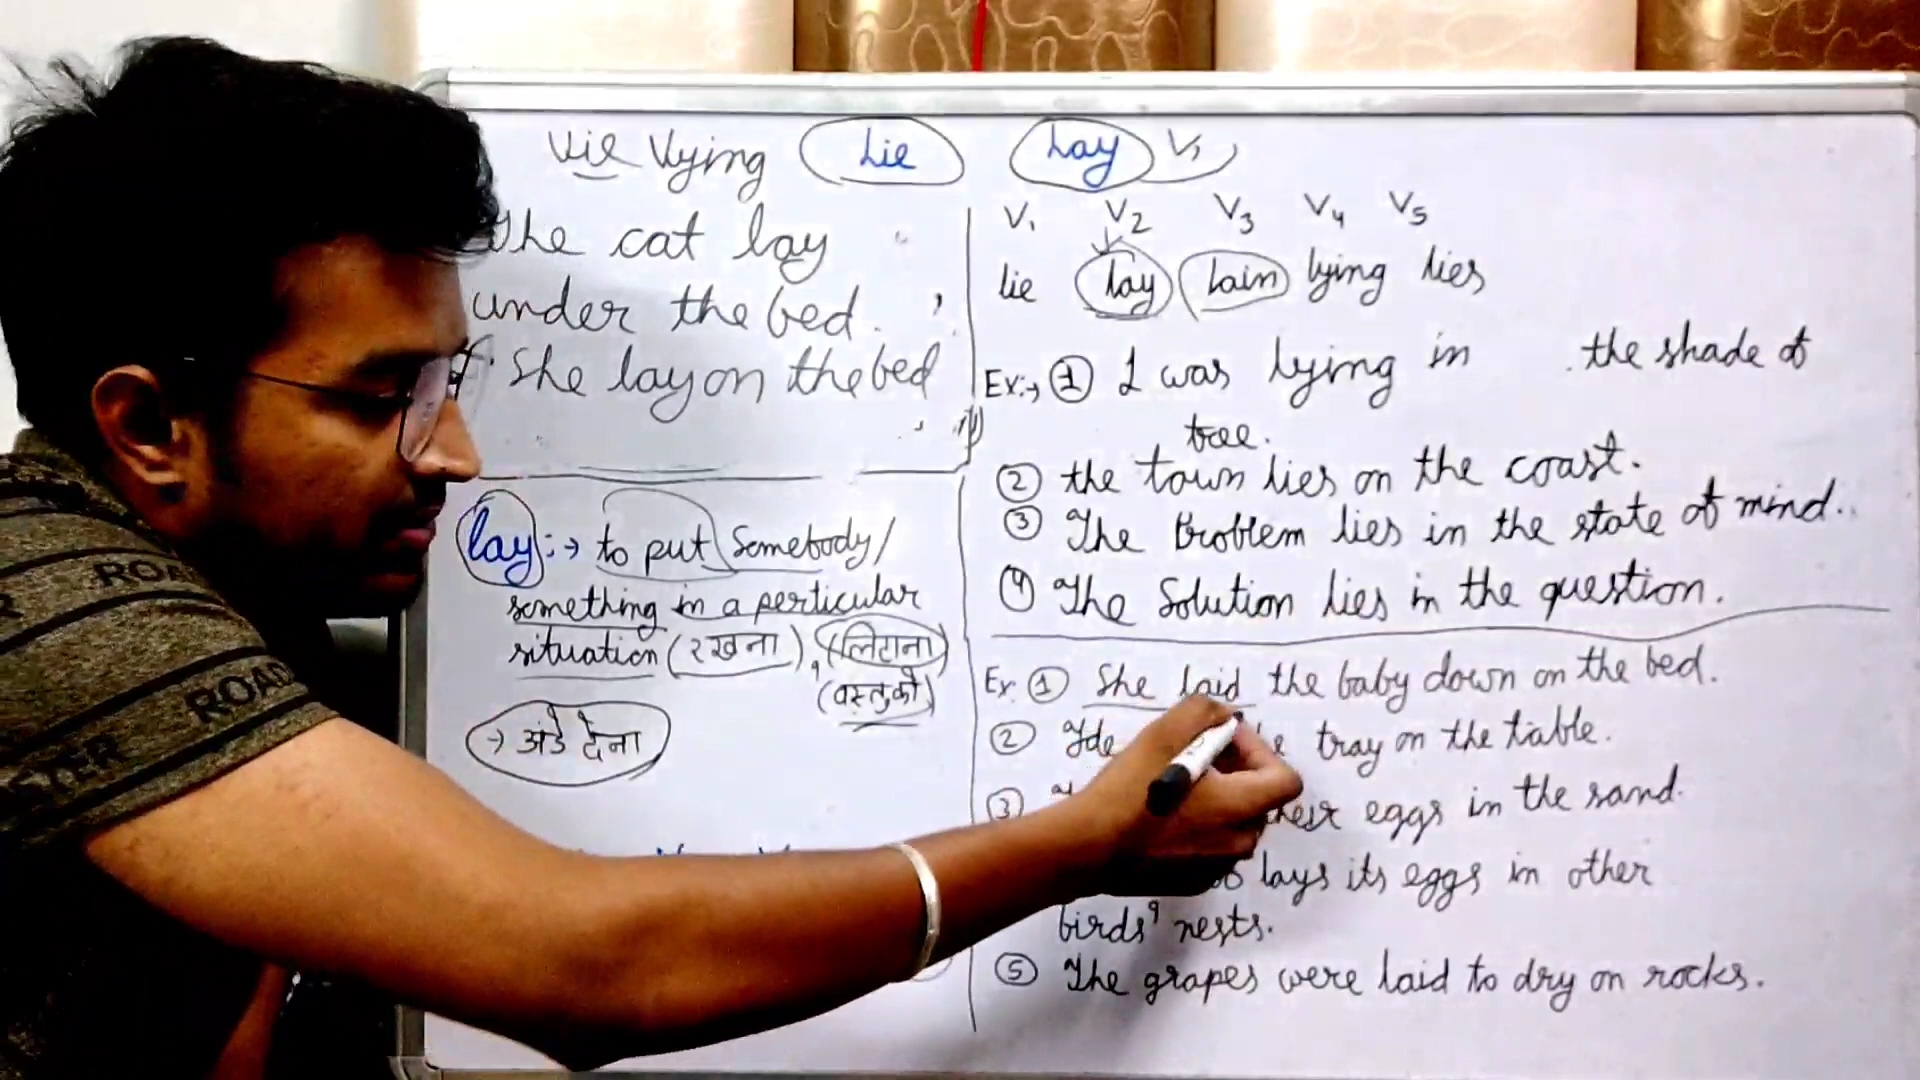 vie Vying Lie Lay V₁
The cat lay
under the bed.
She lay on the bed
lay :→ to put Somebody/
something in a perticular
situation (रखना), (लिटाना)
(वस्तु को)
→ अंडे देना
V₁ V₂ V₃ V₄ V₅
lie lay lain lying lies
Ex:→ ① I was lying in the shade of
tree.
② the town lies on the coast.
③ The Problem lies in the state of mind..
④ The Solution lies in the question.
Ex. ① She laid the baby down on the bed.
② tray on the table.
③ their eggs in the sand.
lays its eggs in other
birds' nests.
⑤ The grapes were laid to dry on rocks.
ROAD